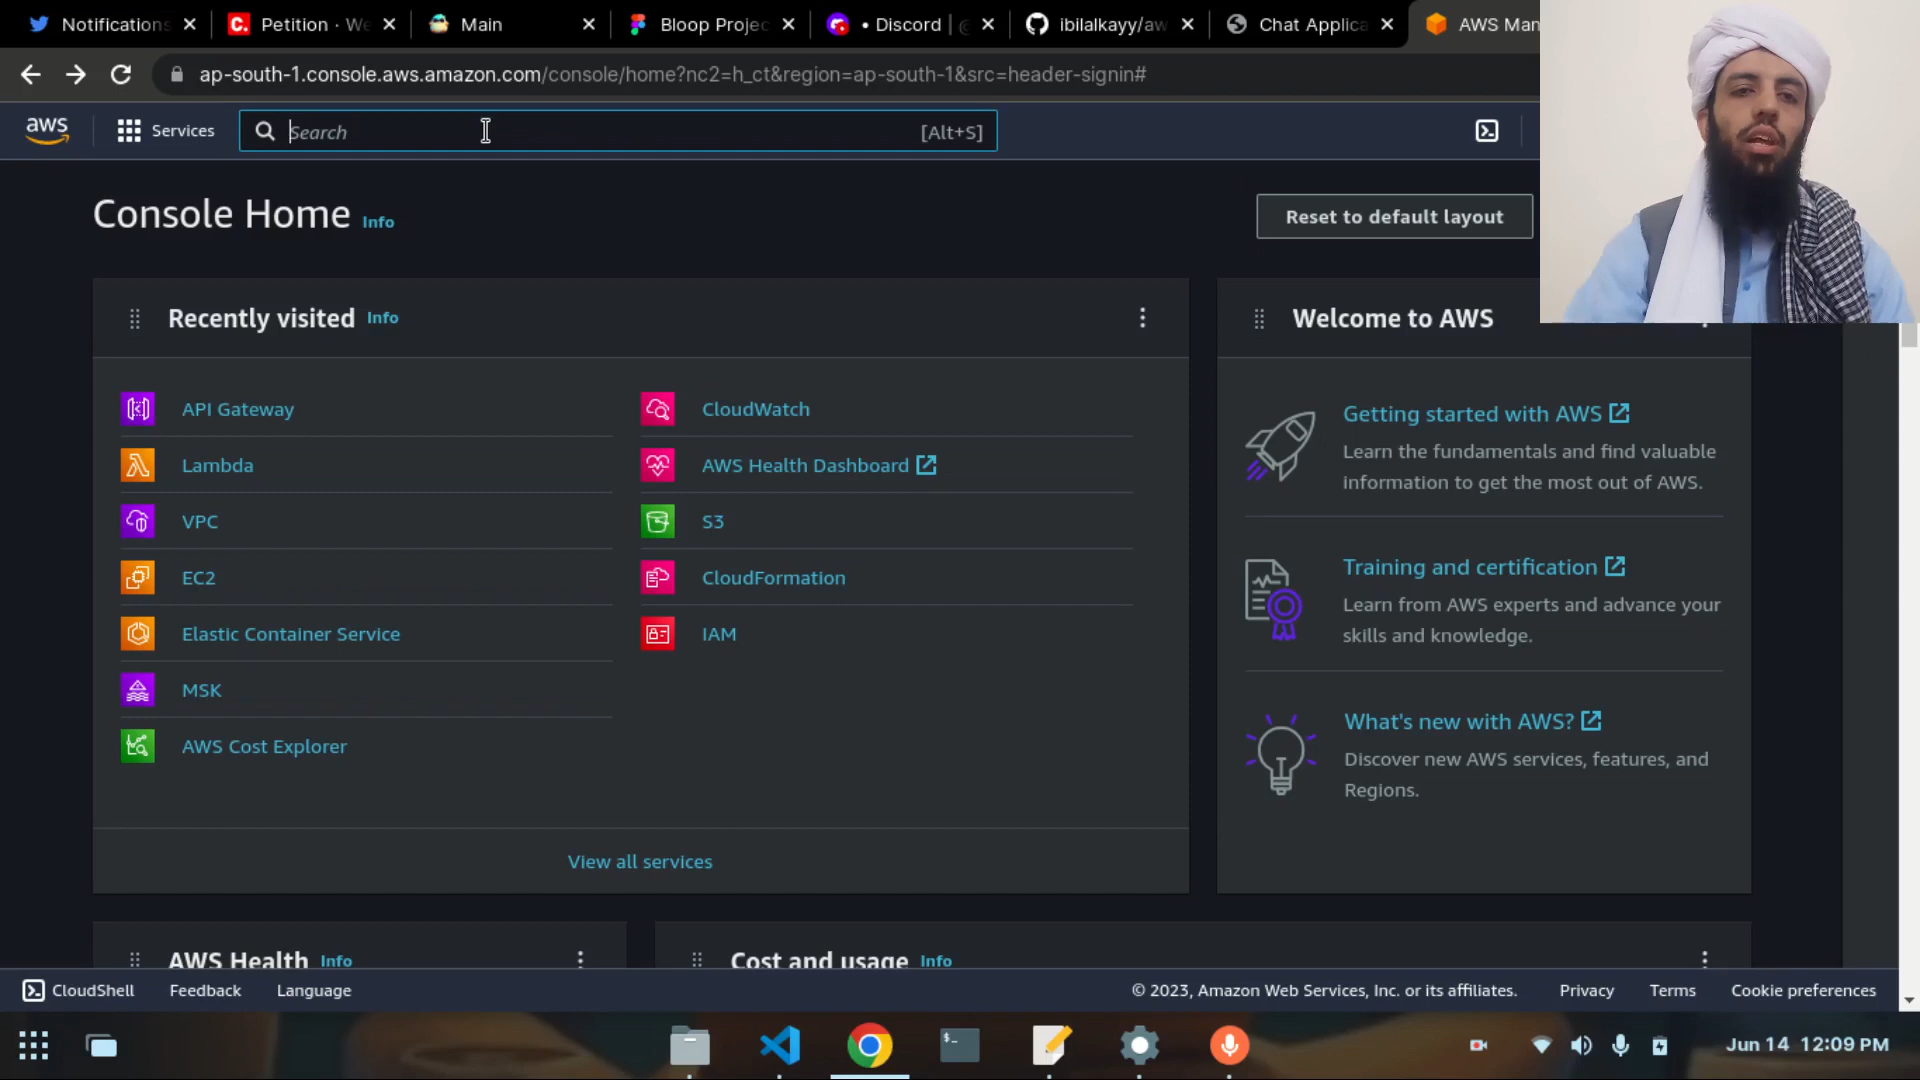 Notifications
Petition · We
Main
Bloop Projec
• Discord | @
ibilalkayy/aw
Chat Applica
AWS Man
ap-south-1.console.aws.amazon.com/console/home?nc2=h_ct&region=ap-south-1&src=header-signin#
aws
Services
Search
[Alt+S]
Console Home Info
Reset to default layout
Recently visited Info
API Gateway
Lambda
VPC
EC2
Elastic Container Service
MSK
AWS Cost Explorer
CloudWatch
AWS Health Dashboard
S3
CloudFormation
IAM
View all services
Welcome to AWS
Getting started with AWS
Learn the fundamentals and find valuable
information to get the most out of AWS.
Training and certification
Learn from AWS experts and advance your
skills and knowledge.
What's new with AWS?
Discover new AWS services, features, and
Regions.
AWS Health Info
Cost and usage Info
CloudShell
Feedback
Language
© 2023, Amazon Web Services, Inc. or its affiliates.
Privacy
Terms
Cookie preferences
Jun 14 12:09 PM